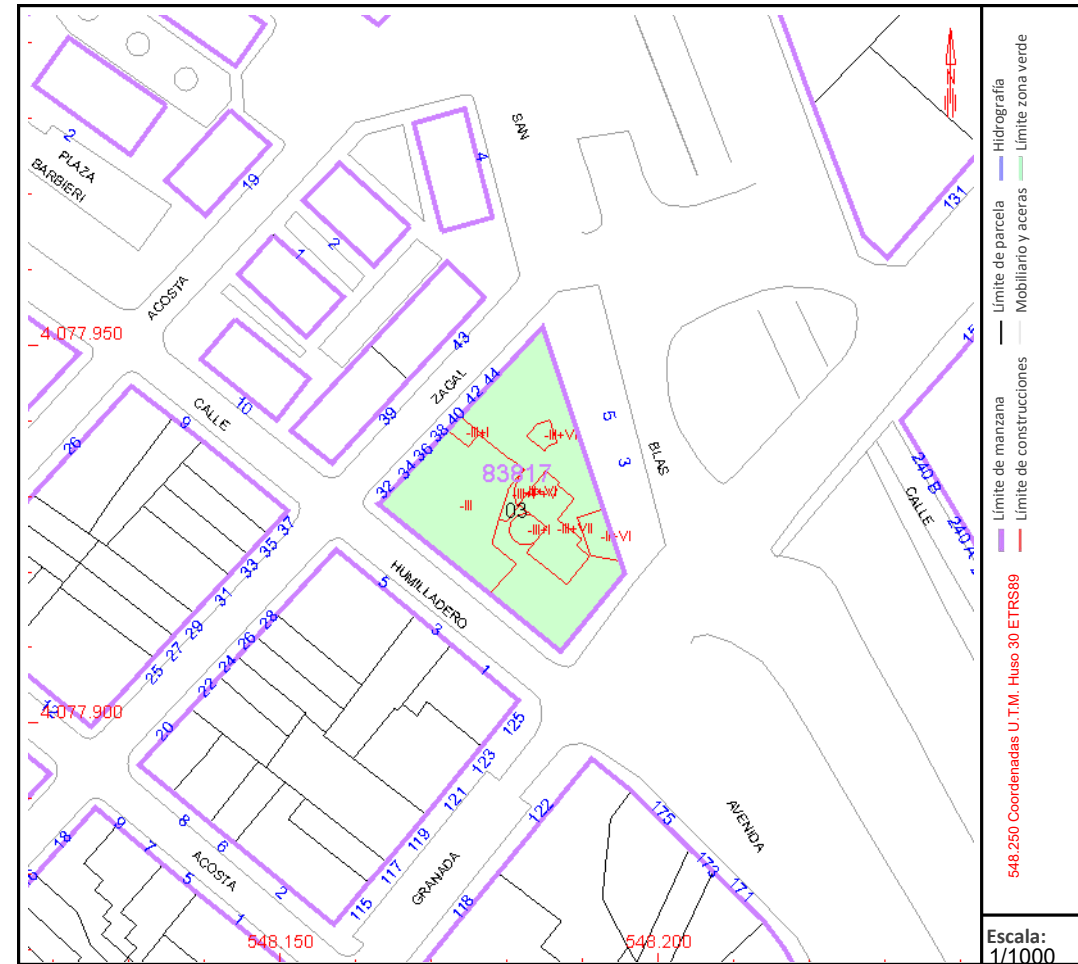 2
PLAZA
BARBIERI
19
ACOSTA
1
2
4
SAN
131
4.077.950
10
CALLE
39
43
ZAGAL
26
9
32
34
36
38
40
42
44
-III+I
-III+VI
83817
-III
03
-III+I
-III+VII
-II+VI
5
3
BLAS
15
240 B
CALLE
240 A
37
35
33
31
29
27
25
HUMILLADERO
5
3
1
28
26
24
22
20
4.077.900
125
123
121
119
117
115
8
6
2
ACOSTA
18
9
7
5
1
GRANADA
122
118
175
173
171
AVENIDA
548.150
548.200
N
Hidrografía
Límite zona verde
Límite de parcela
Mobiliario y aceras
Límite de manzana
Límite de construcciones
548.250 Coordenadas U.T.M. Huso 30 ETRS89
Escala:
1/1000